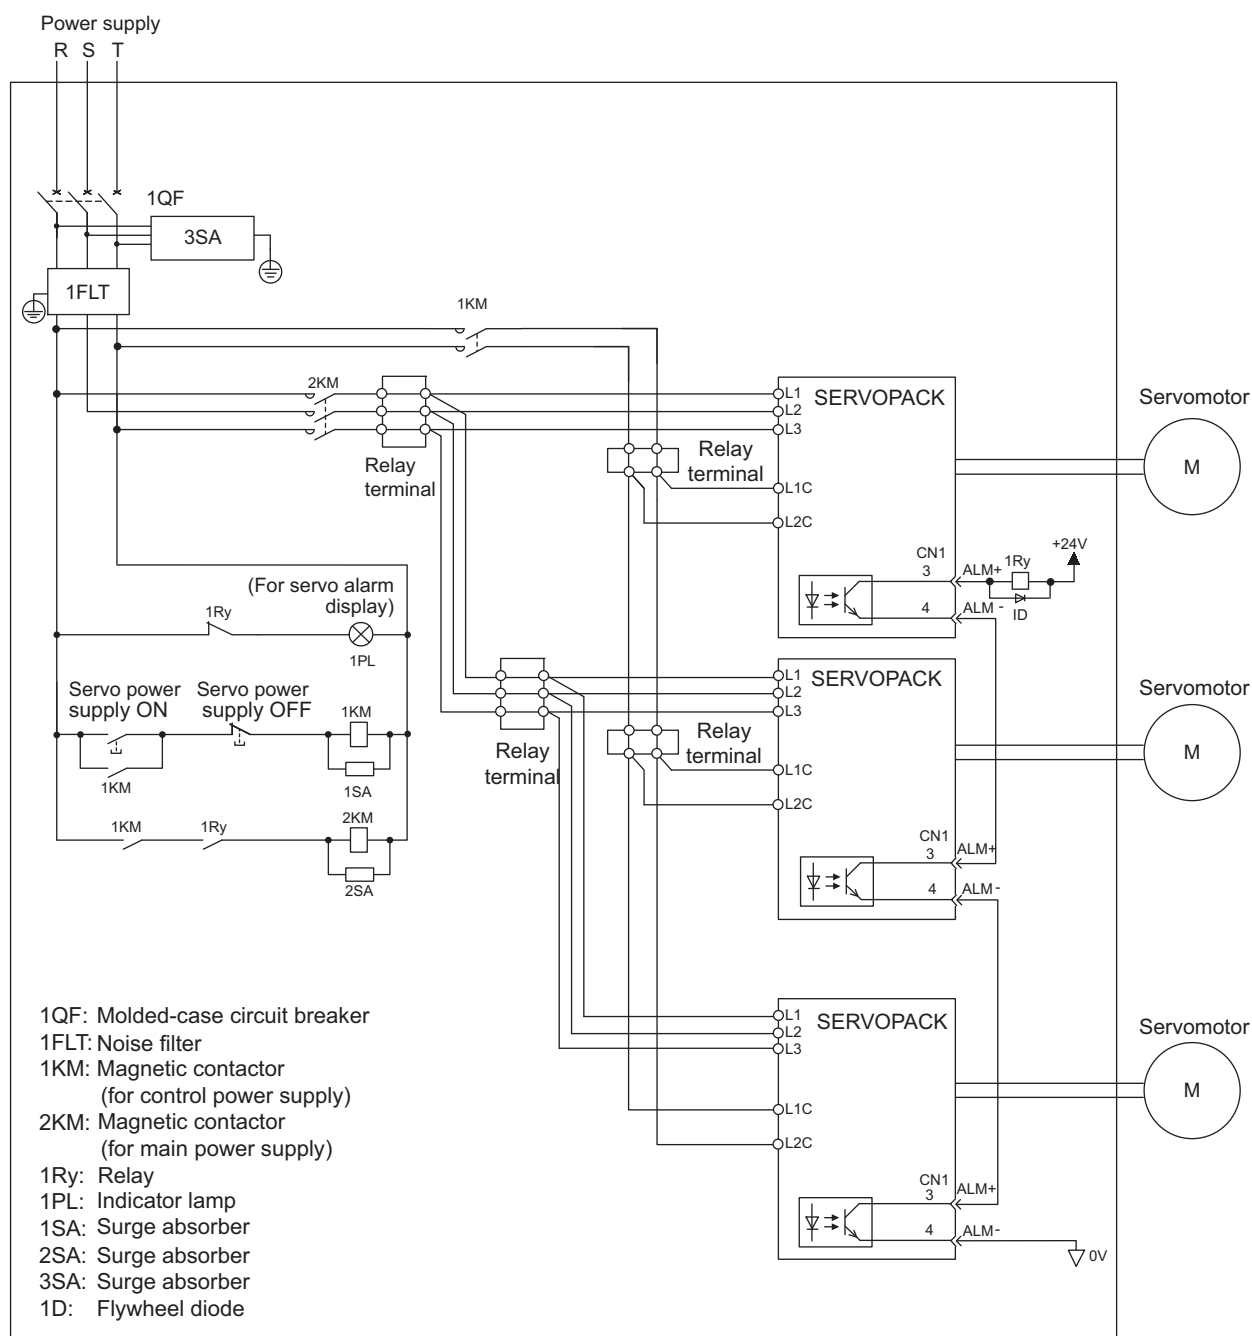 Power supply
R S T
1QF
3SA
1FLT
1KM
2KM
Relay
terminal
L1
L2
L3
SERVOPACK
Relay
terminal
L1C
L2C
Servomotor
M
CN1
3
ALM+
1Ry
+24V
4
ALM -
ID
(For servo alarm
display)
1Ry
1PL
Servo power
supply ON
Servo power
supply OFF
1KM
1KM
1SA
1KM
1Ry
2KM
2SA
Relay
terminal
L1
L2
L3
SERVOPACK
Relay
terminal
L1C
L2C
Servomotor
M
CN1
3
ALM+
4
ALM -
L1
L2
L3
SERVOPACK
L1C
L2C
Servomotor
M
CN1
3
ALM+
4
ALM-
0V
1QF: Molded-case circuit breaker
1FLT: Noise filter
1KM: Magnetic contactor
(for control power supply)
2KM: Magnetic contactor
(for main power supply)
1Ry: Relay
1PL: Indicator lamp
1SA: Surge absorber
2SA: Surge absorber
3SA: Surge absorber
1D: Flywheel diode